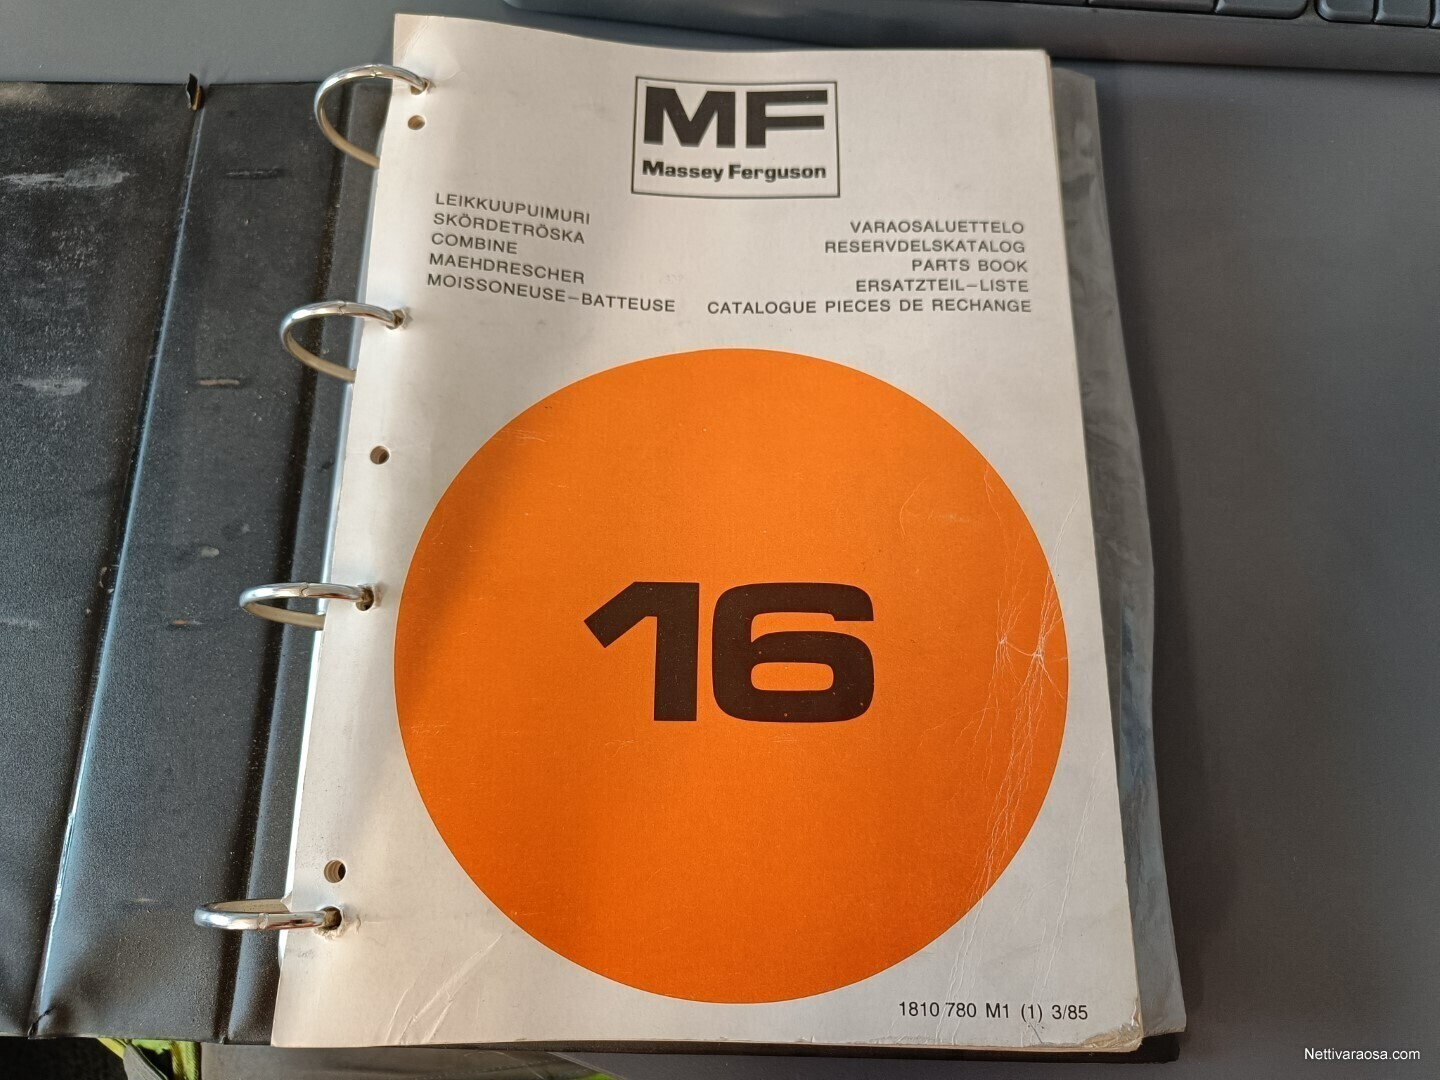 MF
Massey Ferguson
LEIKKUUPUIMURI
SKÖRDETRÖSKA
COMBINE
MAEHDRESCHER
MOISSONEUSE-BATTEUSE
VARAOSALUETTELO
RESERVDELSKATALOG
PARTS BOOK
ERSATZTEIL-LISTE
CATALOGUE PIECES DE RECHANGE
16
1810 780 M1 (1) 3/85
Nettivaraosa.com